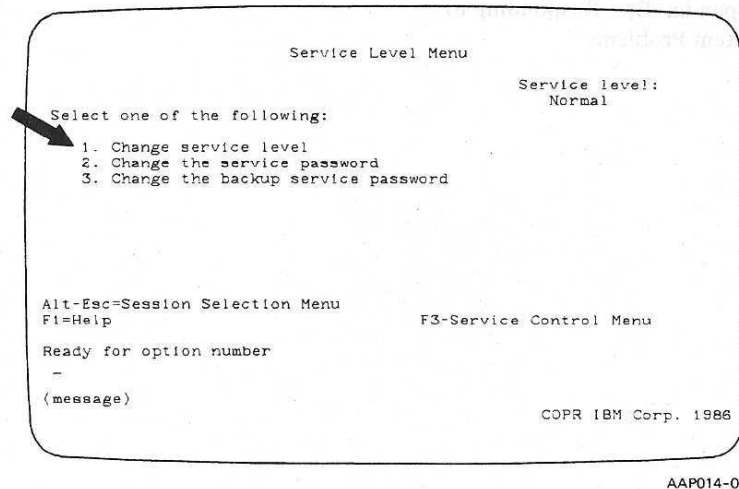 Service Level Menu
Service level:
Normal
Select one of the following:
1. Change service level
2. Change the service password
3. Change the backup service password
Alt-Esc=Session Selection Menu
F1=Help F3-Service Control Menu
Ready for option number
–
(message)
COPR IBM Corp. 1986
AAP014-0